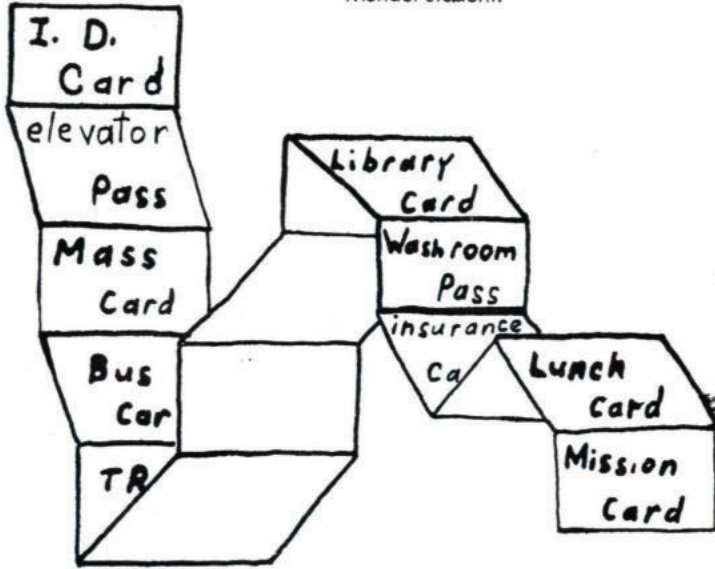 I. D.
Card
elevator
Pass
Mass
Card
Bus
Car
TR
Library
Card
Washroom
Pass
insurance
Ca
Lunch
Card
Mission
Card